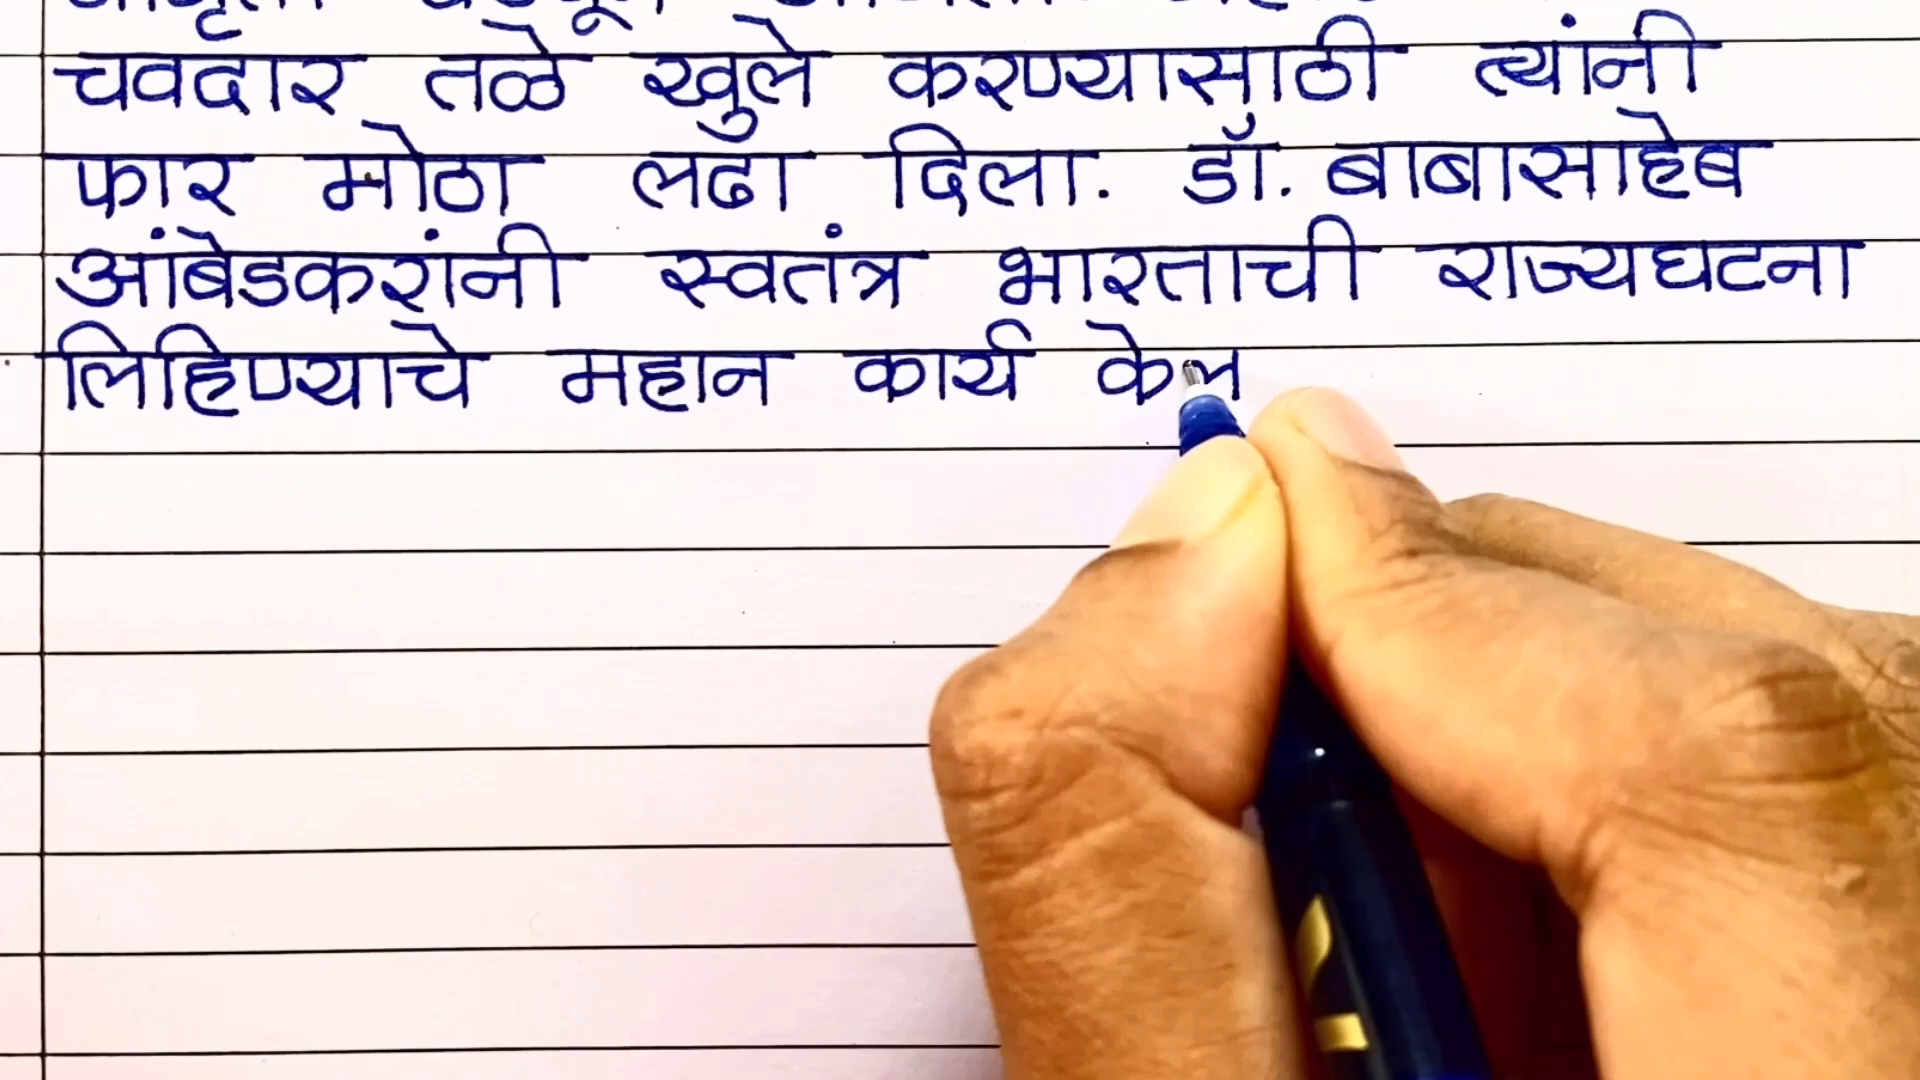 चवदार तळे खुले करण्यासाठी त्यांनी
फार मोठा लढा दिला. डॉ. बाबासाहेब
आंबेडकरांनी स्वतंत्र भारताची राज्यघटना
लिहिण्याचे महान कार्य केल